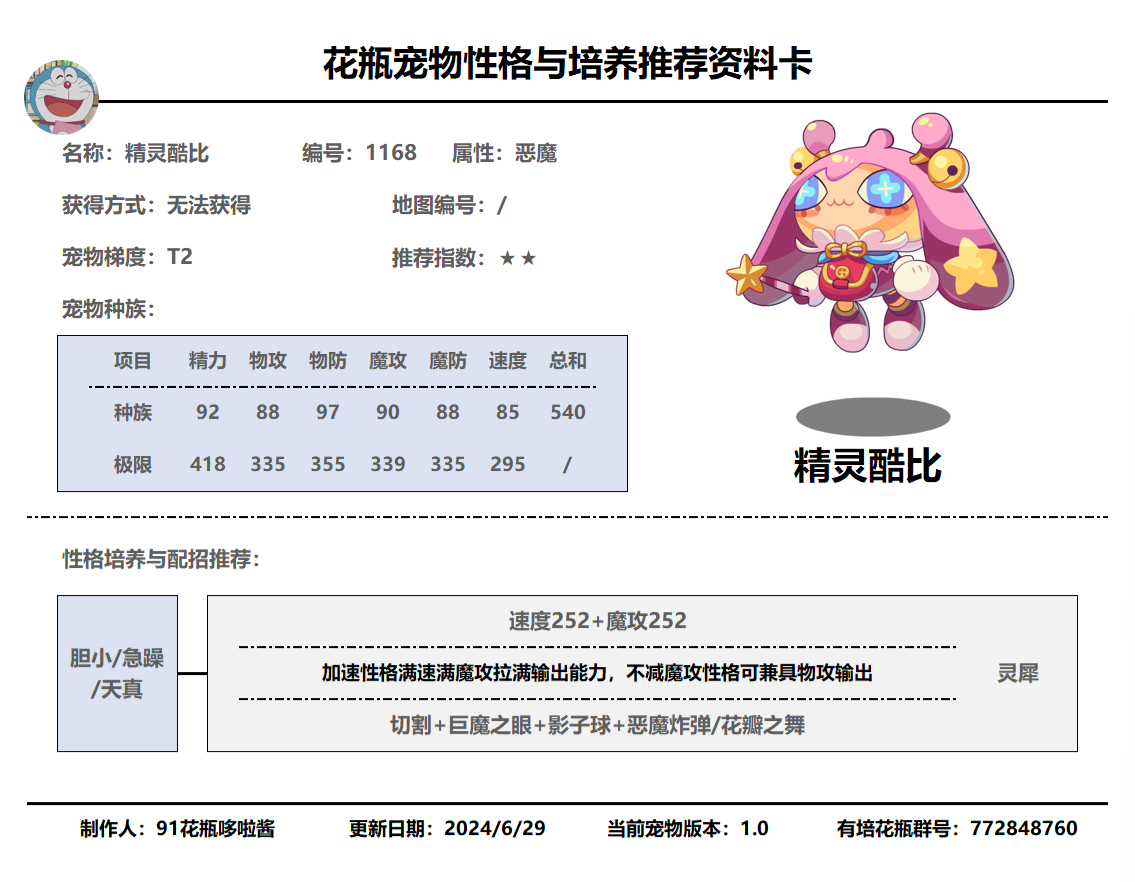 花瓶宠物性格与培养推荐资料卡
名称：精灵酷比 编号：1168 属性：恶魔
获得方式：无法获得 地图编号：/
宠物梯度：T2 推荐指数：★★
宠物种族：
项目 精力 物攻 物防 魔攻 魔防 速度 总和
种族 92 88 97 90 88 85 540
极限 418 335 355 339 335 295 /
精灵酷比
性格培养与配招推荐：
胆小/急躁
/天真
速度252+魔攻252
加速性格满速满魔攻拉满输出能力，不减魔攻性格可兼具物攻输出
切割+巨魔之眼+影子球+恶魔炸弹/花瓣之舞
灵犀
制作人：91花瓶哆啦酱 更新日期：2024/6/29 当前宠物版本：1.0 有培花瓶群号：772848760